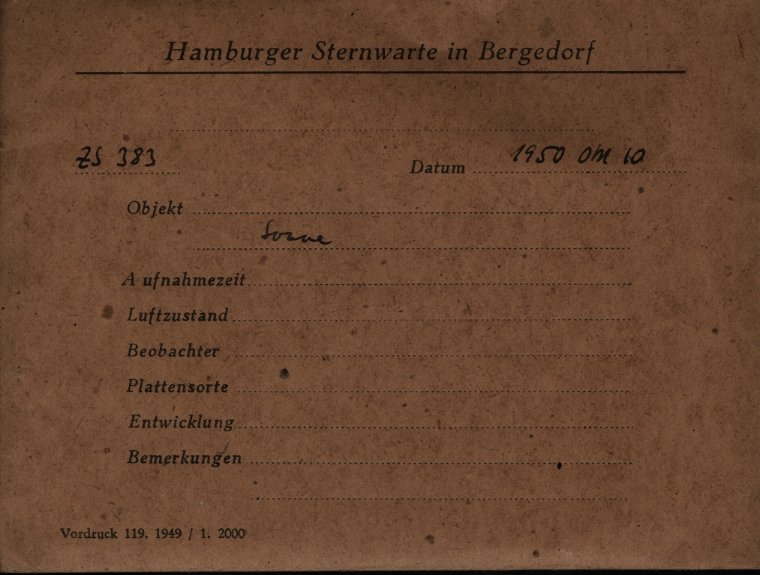 Hamburger Sternwarte in Bergedorf
ZS 383 Datum 1950 Okt 10
Objekt
Sonne
Aufnahmezeit
Luftzustand
Beobachter
Plattensorte
Entwicklung
Bemerkungen
Vordruck 119. 1949 / 1. 2000